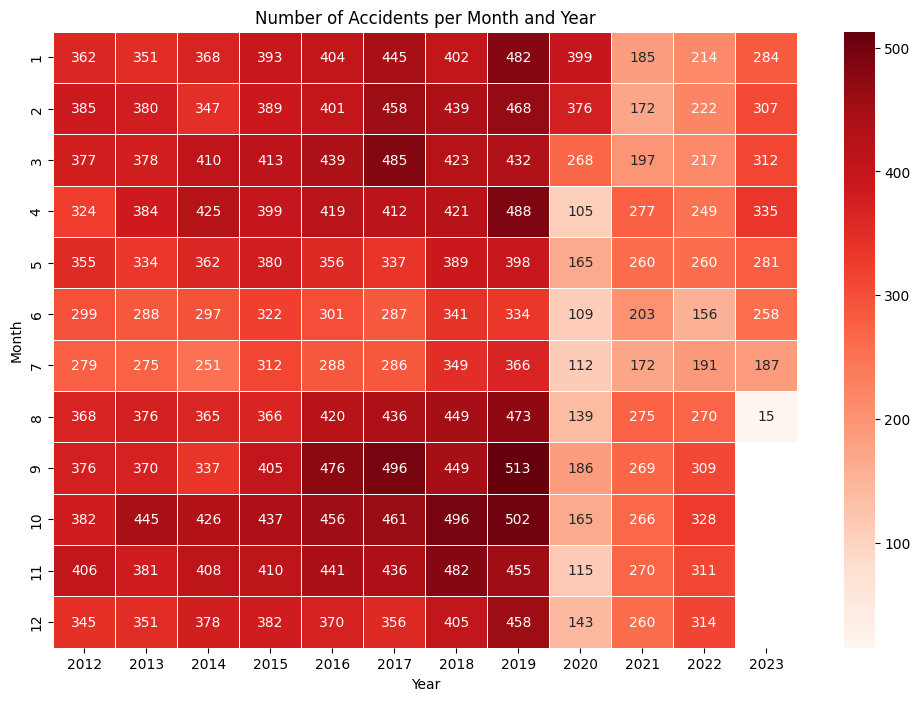 Number of Accidents per Month and Year
1 362 351 368 393 404 445 402 482 399 185 214 284
2 385 380 347 389 401 458 439 468 376 172 222 307
3 377 378 410 413 439 485 423 432 268 197 217 312
4 324 384 425 399 419 412 421 488 105 277 249 335
5 355 334 362 380 356 337 389 398 165 260 260 281
6 299 288 297 322 301 287 341 334 109 203 156 258
7 279 275 251 312 288 286 349 366 112 172 191 187
8 368 376 365 366 420 436 449 473 139 275 270 15
9 376 370 337 405 476 496 449 513 186 269 309
10 382 445 426 437 456 461 496 502 165 266 328
11 406 381 408 410 441 436 482 455 115 270 311
12 345 351 378 382 370 356 405 458 143 260 314
2012 2013 2014 2015 2016 2017 2018 2019 2020 2021 2022 2023
Year
Month
500
400
300
200
100